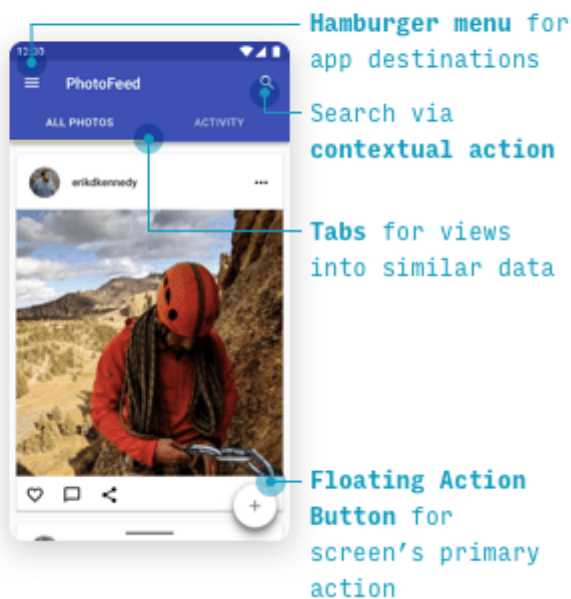 Hamburger menu for
app destinations
12:30
PhotoFeed
Search via
contextual action
ALL PHOTOS
ACTIVITY
erikdkennedy
Tabs for views
into similar data
Floating Action
Button for
screen’s primary
action